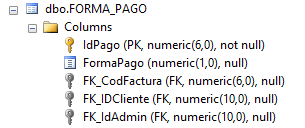 dbo.FORMA_PAGO
Columns
IdPago (PK, numeric(6,0), not null)
FormaPago (numeric(1,0), null)
FK_CodFactura (FK, numeric(6,0), null)
FK_IDCliente (FK, numeric(10,0), null)
FK_IdAdmin (FK, numeric(10,0), null)